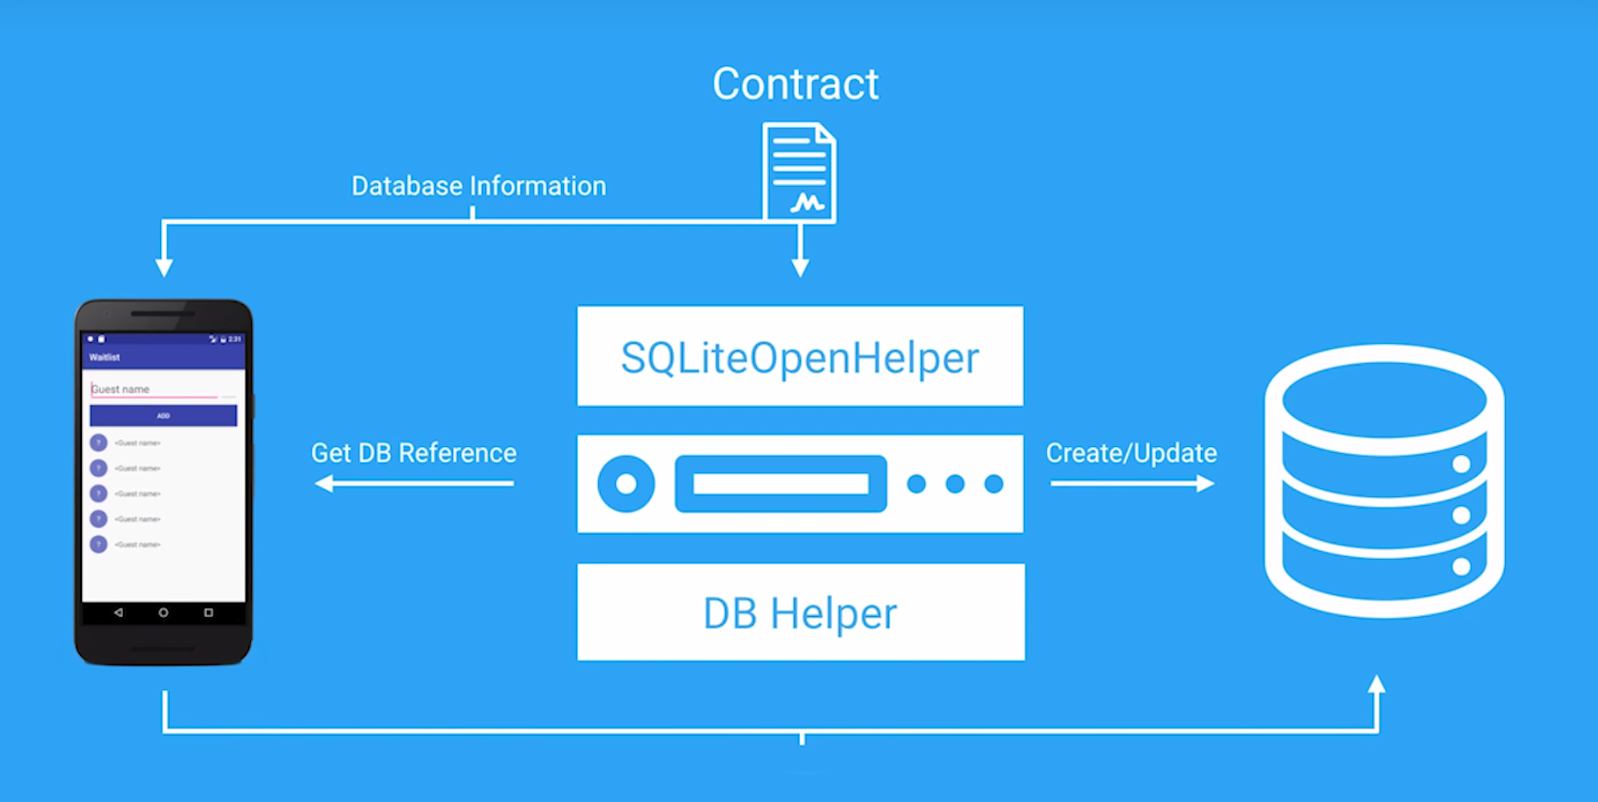 Contract
Database Information
2:31
Waitlist
Guest name
ADD
? <Guest name>
? <Guest name>
? <Guest name>
? <Guest name>
? <Guest name>
SQLiteOpenHelper
Get DB Reference
Create/Update
DB Helper